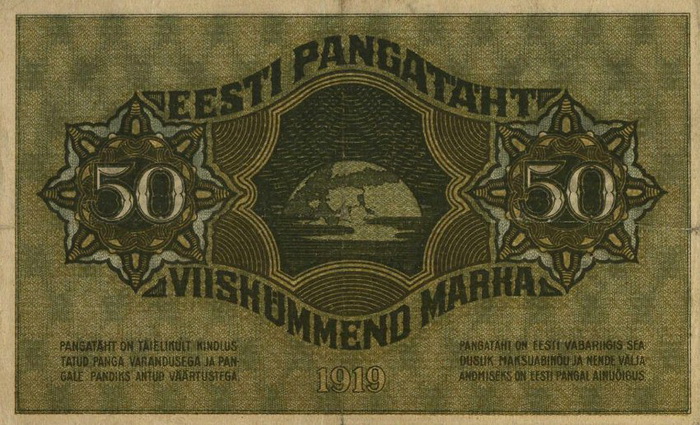 EESTI PANGATÄHT
50
50
VIISKÜMMEND MARKA
PANGATÄHT ON TÄIELIKULT KINDLUS
TATUD PANGA VARANDUSEGA JA PAN-
GALE PANDIKS ANTUD VÄÄRTUSTEGA.
PANGATÄHT ON EESTI VABARIIGIS SEA
DUSLIK MAKSUABINÕU JA NENDE VÄLJA
ANDMISEKS ON EESTI PANGAL AINUÕIGUS
1919